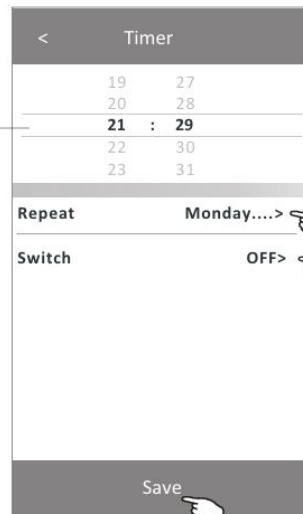 < Timer
19 27
20 28
21 : 29
22 30
23 31
Repeat Monday....>
Switch OFF>
Save